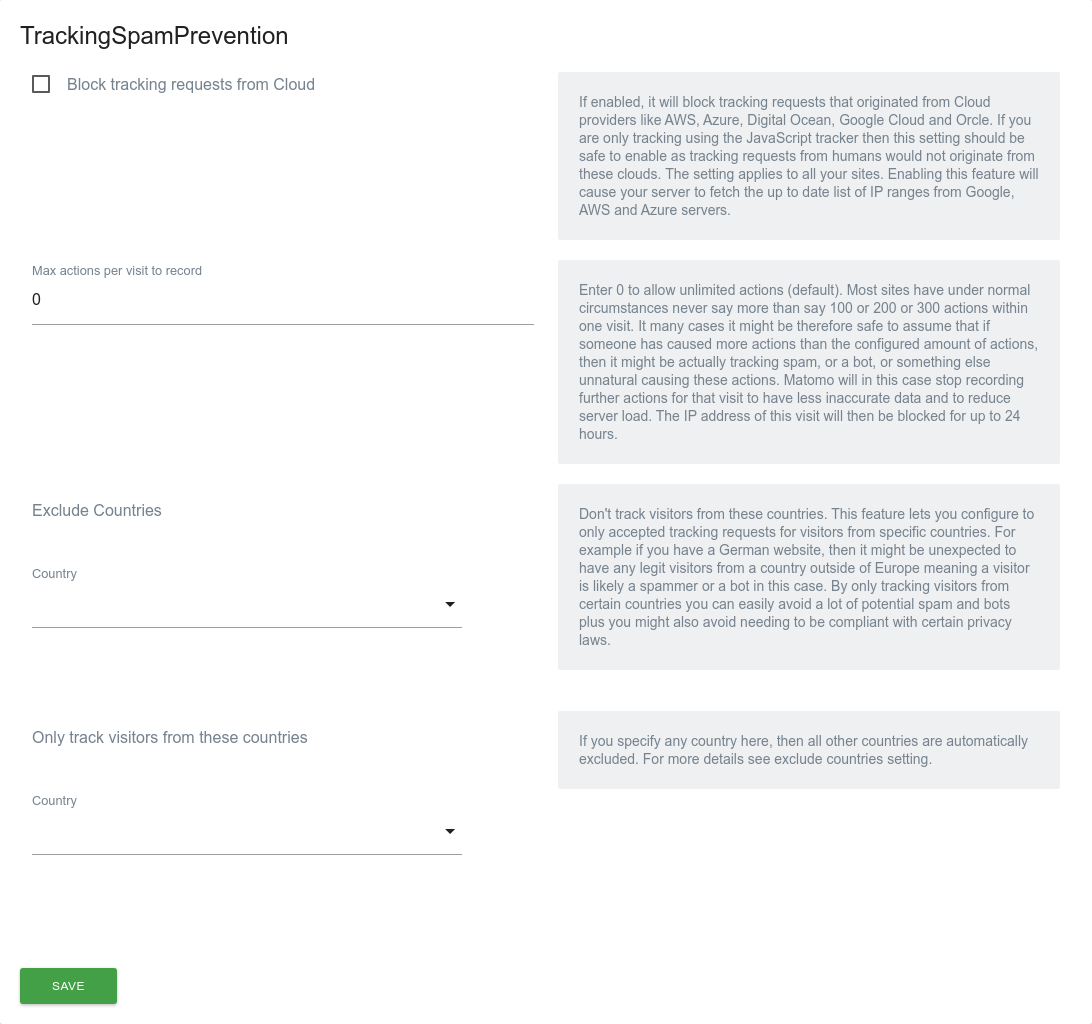 TrackingSpamPrevention
Block tracking requests from Cloud
If enabled, it will block tracking requests that originated from Cloud
providers like AWS, Azure, Digital Ocean, Google Cloud and Orcle. If you
are only tracking using the JavaScript tracker then this setting should be
safe to enable as tracking requests from humans would not originate from
these clouds. The setting applies to all your sites. Enabling this feature will
cause your server to fetch the up to date list of IP ranges from Google,
AWS and Azure servers.
Max actions per visit to record
0
Enter 0 to allow unlimited actions (default). Most sites have under normal
circumstances never say more than say 100 or 200 or 300 actions within
one visit. It many cases it might be therefore safe to assume that if
someone has caused more actions than the configured amount of actions,
then it might be actually tracking spam, or a bot, or something else
unnatural causing these actions. Matomo will in this case stop recording
further actions for that visit to have less inaccurate data and to reduce
server load. The IP address of this visit will then be blocked for up to 24
hours.
Exclude Countries
Country
Don't track visitors from these countries. This feature lets you configure to
only accepted tracking requests for visitors from specific countries. For
example if you have a German website, then it might be unexpected to
have any legit visitors from a country outside of Europe meaning a visitor
is likely a spammer or a bot in this case. By only tracking visitors from
certain countries you can easily avoid a lot of potential spam and bots
plus you might also avoid needing to be compliant with certain privacy
laws.
Only track visitors from these countries
Country
If you specify any country here, then all other countries are automatically
excluded. For more details see exclude countries setting.
SAVE